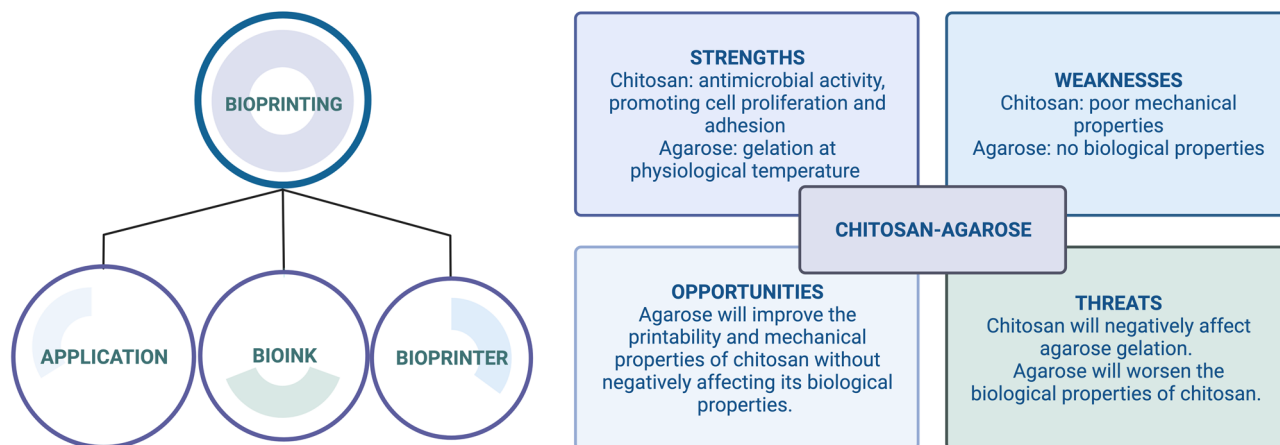 BIOPRINTING
APPLICATION
BIOINK
BIOPRINTER
STRENGTHS
Chitosan: antimicrobial activity,
promoting cell proliferation and
adhesion
Agarose: gelation at
physiological temperature
WEAKNESSES
Chitosan: poor mechanical
properties
Agarose: no biological properties
CHITOSAN-AGAROSE
OPPORTUNITIES
Agarose will improve the
printability and mechanical
properties of chitosan without
negatively affecting its biological
properties.
THREATS
Chitosan will negatively affect
agarose gelation.
Agarose will worsen the
biological properties of chitosan.